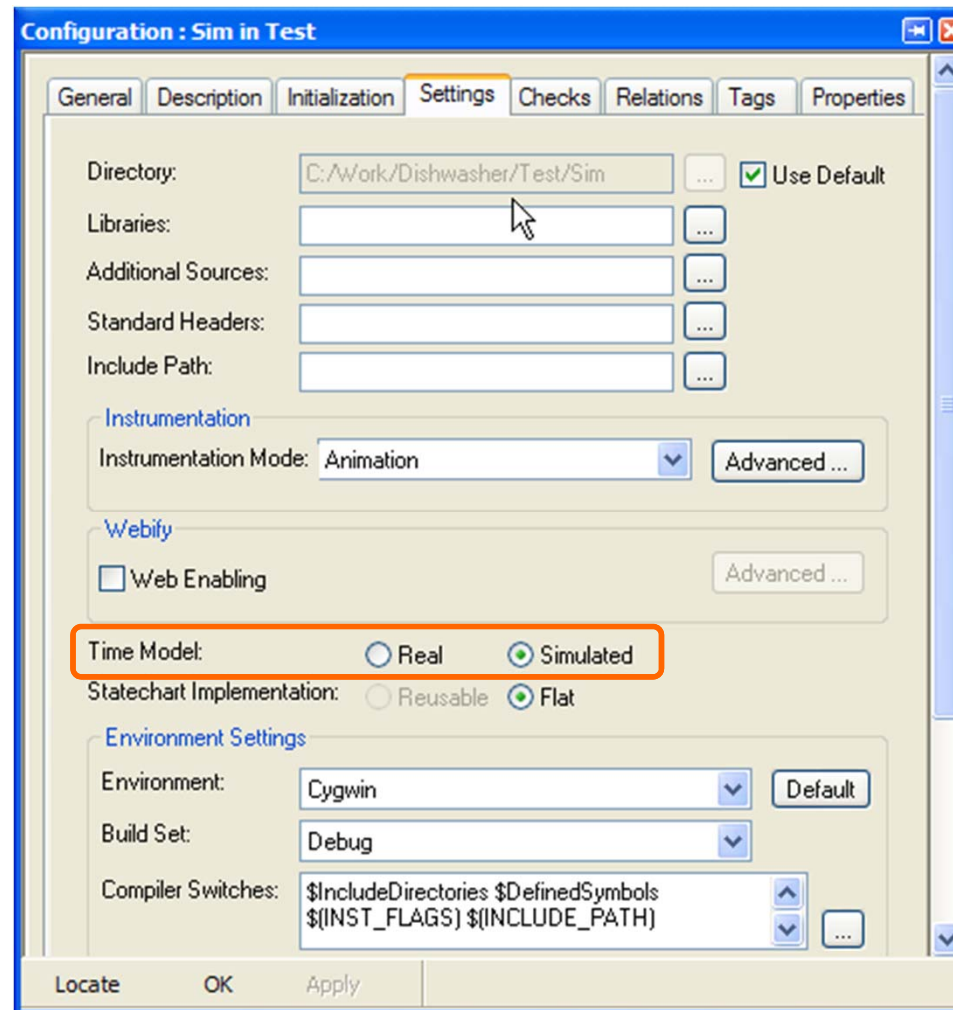 Configuration : Sim in Test
General Description Initialization Settings Checks Relations Tags Properties
Directory: C:/Work/Dishwasher/Test/Sim ... Use Default
Libraries: ...
Additional Sources: ...
Standard Headers: ...
Include Path: ...
Instrumentation
Instrumentation Mode: Animation Advanced ...
Webify
Web Enabling Advanced ...
Time Model: Real Simulated
Statechart Implementation: Reusable Flat
Environment Settings
Environment: Cygwin Default
Build Set: Debug
Compiler Switches: $IncludeDirectories $DefinedSymbols
$(INST_FLAGS) $(INCLUDE_PATH) ...
Locate OK Apply